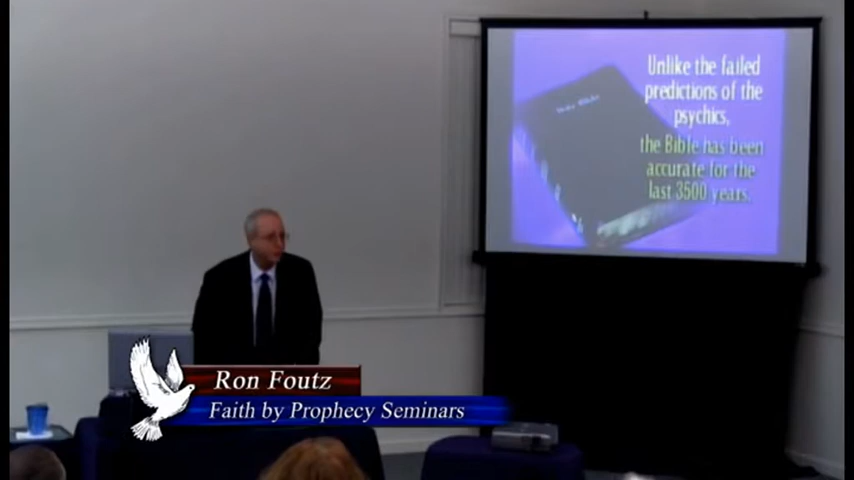 Unlike the failed
predictions of the
psychics,
the Bible has been
accurate for the
last 3500 years.
Ron Foutz
Faith by Prophecy Seminars